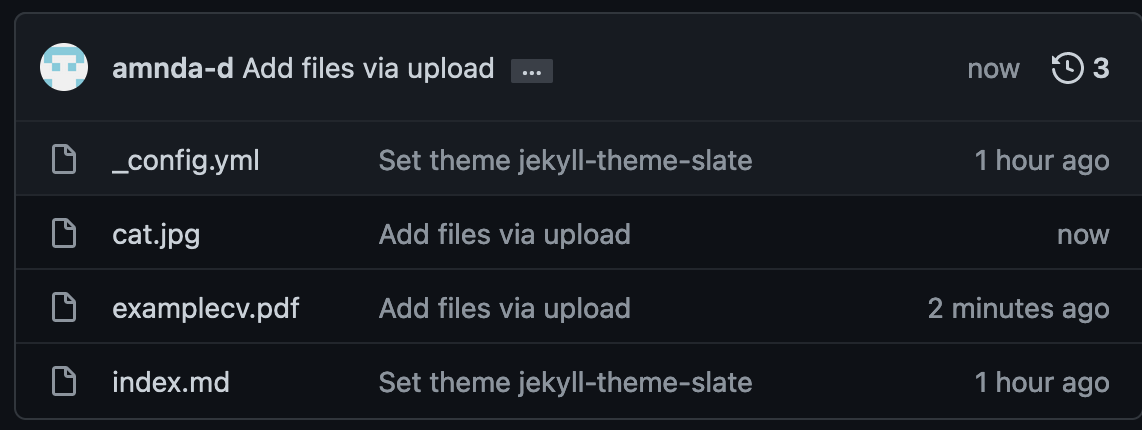 amnda-d Add files via upload ... now 3
_config.yml Set theme jekyll-theme-slate 1 hour ago
cat.jpg Add files via upload now
examplecv.pdf Add files via upload 2 minutes ago
index.md Set theme jekyll-theme-slate 1 hour ago